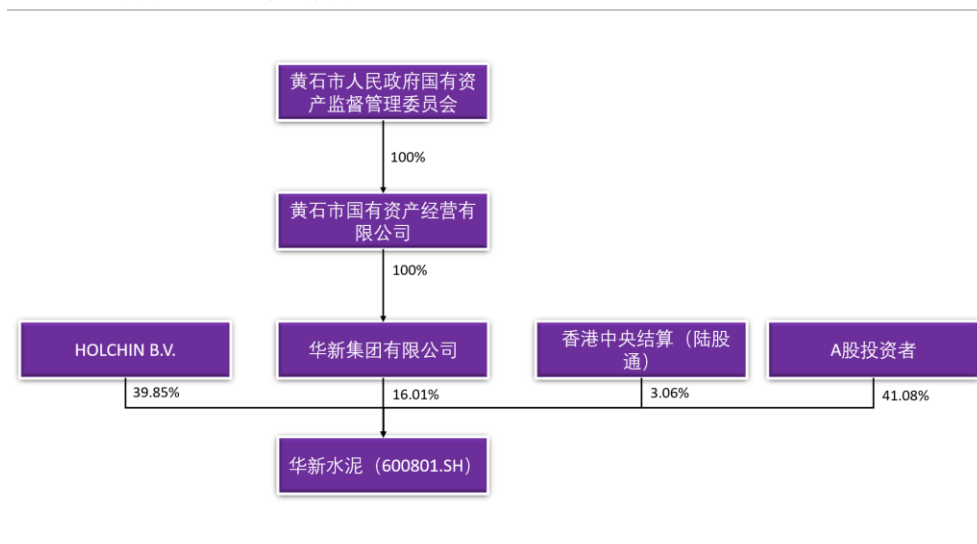 黄石市人民政府国有资
产监督管理委员会
100%
黄石市国有资产经营有
限公司
100%
HOLCHIN B.V.
华新集团有限公司
香港中央结算（陆股
通）
A股投资者
39.85%
16.01%
3.06%
41.08%
华新水泥（600801.SH）